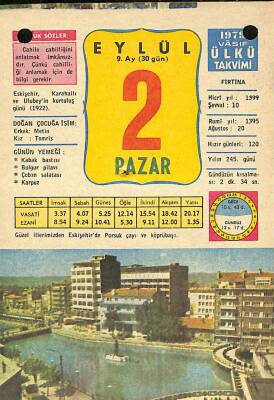 ÜK SÖZLER
Cahile cahilliğini
anlatmak imkânsız-
dır. Çünkü cahilli-
ği anlamak için de
bilgi gerekir.
Eskişehir, Karahallı
ve Ulubey'in kurtuluş
günü (1922).
DOĞAN ÇOCUĞA İSİM:
Erkek: Metin
Kız : Tomris
GÜNÜN YEMEĞİ:
• Kabak bastısı
• Bulgur pilavı
• Çoban salatası
• Karpuz
EYLÜL
9. Ay (30 gün)
2
PAZAR
1979
VASIF
ÜLKÜ
TAKVİMİ
FIRTINA
Hicrî yıl : 1399
Şevval : 10
Rumî yıl: 1395
Ağustos : 20
Hızır günleri: 120
Yılın 245. günü
Gündüzün kısalma-
sı: 2 dk. 34 sn.
SAATLER İmsak Sabah Güneş Öğle İkindi Akşam Yatsı
VASATİ 3.37 4.07 5.25 12.14 15.54 18.42 20.17
EZANİ 8.54 9.24 10.41 5.30 9.11 12.00 1.35
GECE
GÜNDÜZ
Güzel illerimizden Eskişehir'de Porsuk çayı ve köprübaşı.